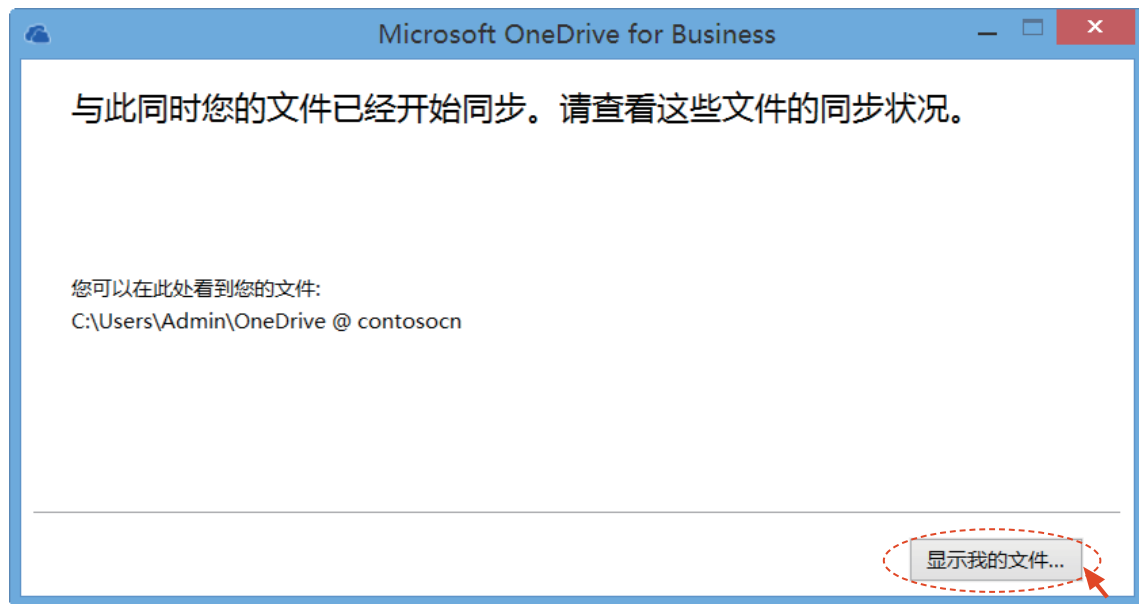 Microsoft OneDrive for Business
与此同时您的文件已经开始同步。请查看这些文件的同步状况。
您可以在此处看到您的文件:
C:\Users\Admin\OneDrive @ contosocn
显示我的文件...